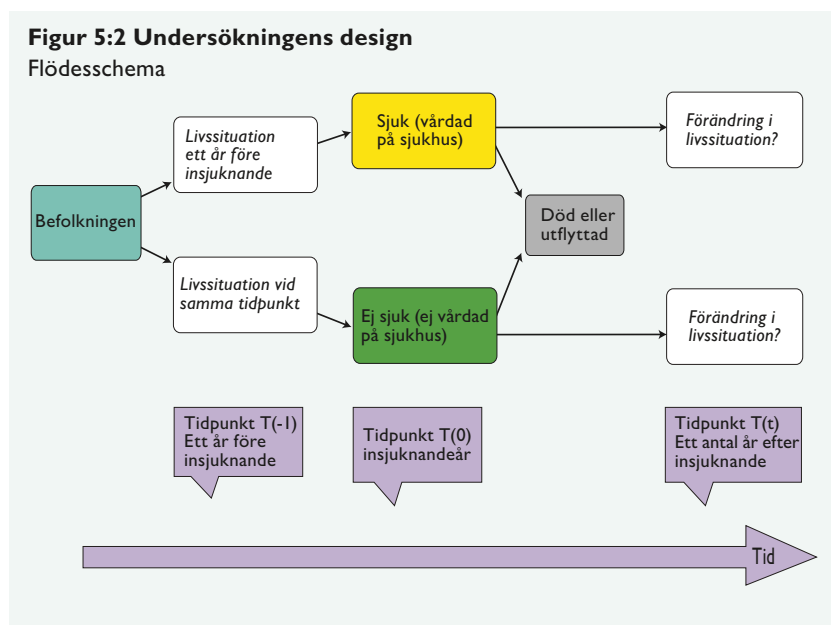 Figur 5:2 Undersökningens design
Flödesschema
Livssituation
ett år före
insjuknande
Sjuk (vårdad
på sjukhus)
Förändring i
livssituation?
Befolkningen
Död eller
utflyttad
Livssituation vid
samma tidpunkt
Ej sjuk (ej vårdad
på sjukhus)
Förändring i
livssituation?
Tidpunkt T(-1)
Ett år före
insjuknande
Tidpunkt T(0)
insjuknandeår
Tidpunkt T(t)
Ett antal år efter
insjuknande
Tid